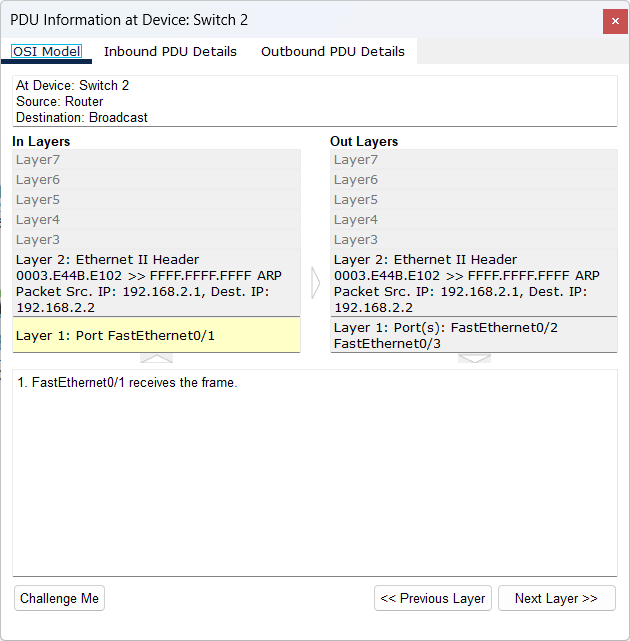 PDU Information at Device: Switch 2
OSI Model
Inbound PDU Details
Outbound PDU Details
At Device: Switch 2
Source: Router
Destination: Broadcast
In Layers
Layer7
Layer6
Layer5
Layer4
Layer3
Layer 2: Ethernet II Header
0003.E44B.E102 >> FFFF.FFFF.FFFF ARP
Packet Src. IP: 192.168.2.1, Dest. IP:
192.168.2.2
Layer 1: Port FastEthernet0/1
Out Layers
Layer7
Layer6
Layer5
Layer4
Layer3
Layer 2: Ethernet II Header
0003.E44B.E102 >> FFFF.FFFF.FFFF ARP
Packet Src. IP: 192.168.2.1, Dest. IP:
192.168.2.2
Layer 1: Port(s): FastEthernet0/2
FastEthernet0/3
1. FastEthernet0/1 receives the frame.
Challenge Me
<< Previous Layer
Next Layer >>